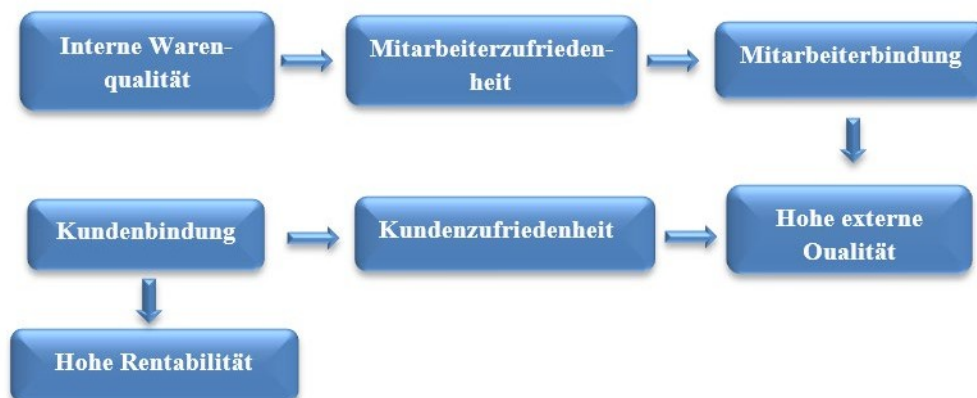 Interne Waren-
qualität
Mitarbeiterzufrieden-
heit
Mitarbeiterbindung
Kundenbindung
Kundenzufriedenheit
Hohe externe
Oualität
Hohe Rentabilität